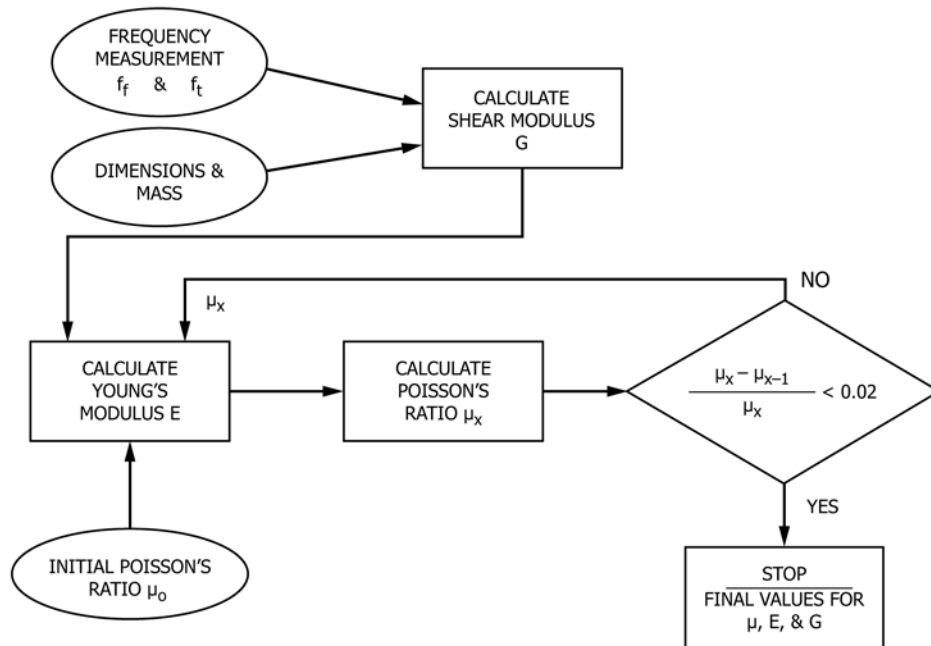 FREQUENCY
MEASUREMENT
f_f & f_t
CALCULATE
SHEAR MODULUS
G
DIMENSIONS &
MASS
μ_x
NO
CALCULATE
YOUNG'S
MODULUS E
CALCULATE
POISSON'S
RATIO μ_x
μ_x – μ_x–1
μ_x
< 0.02
YES
INITIAL POISSON'S
RATIO μ_o
STOP
FINAL VALUES FOR
μ, E, & G